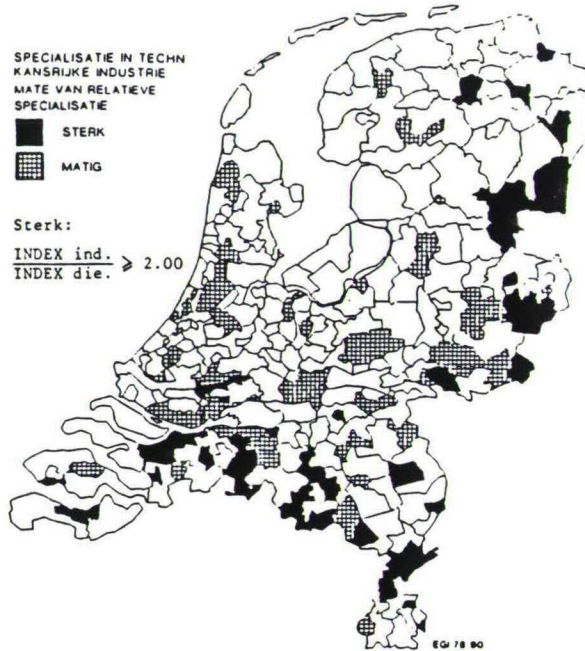 SPECIALISATIE IN TECHN
KANSRIJKE INDUSTRIE
MATE VAN RELATIEVE
SPECIALISATIE
STERK
MATIG
Sterk:
INDEX ind.
INDEX die. ⩾ 2.00
EGI 78 90